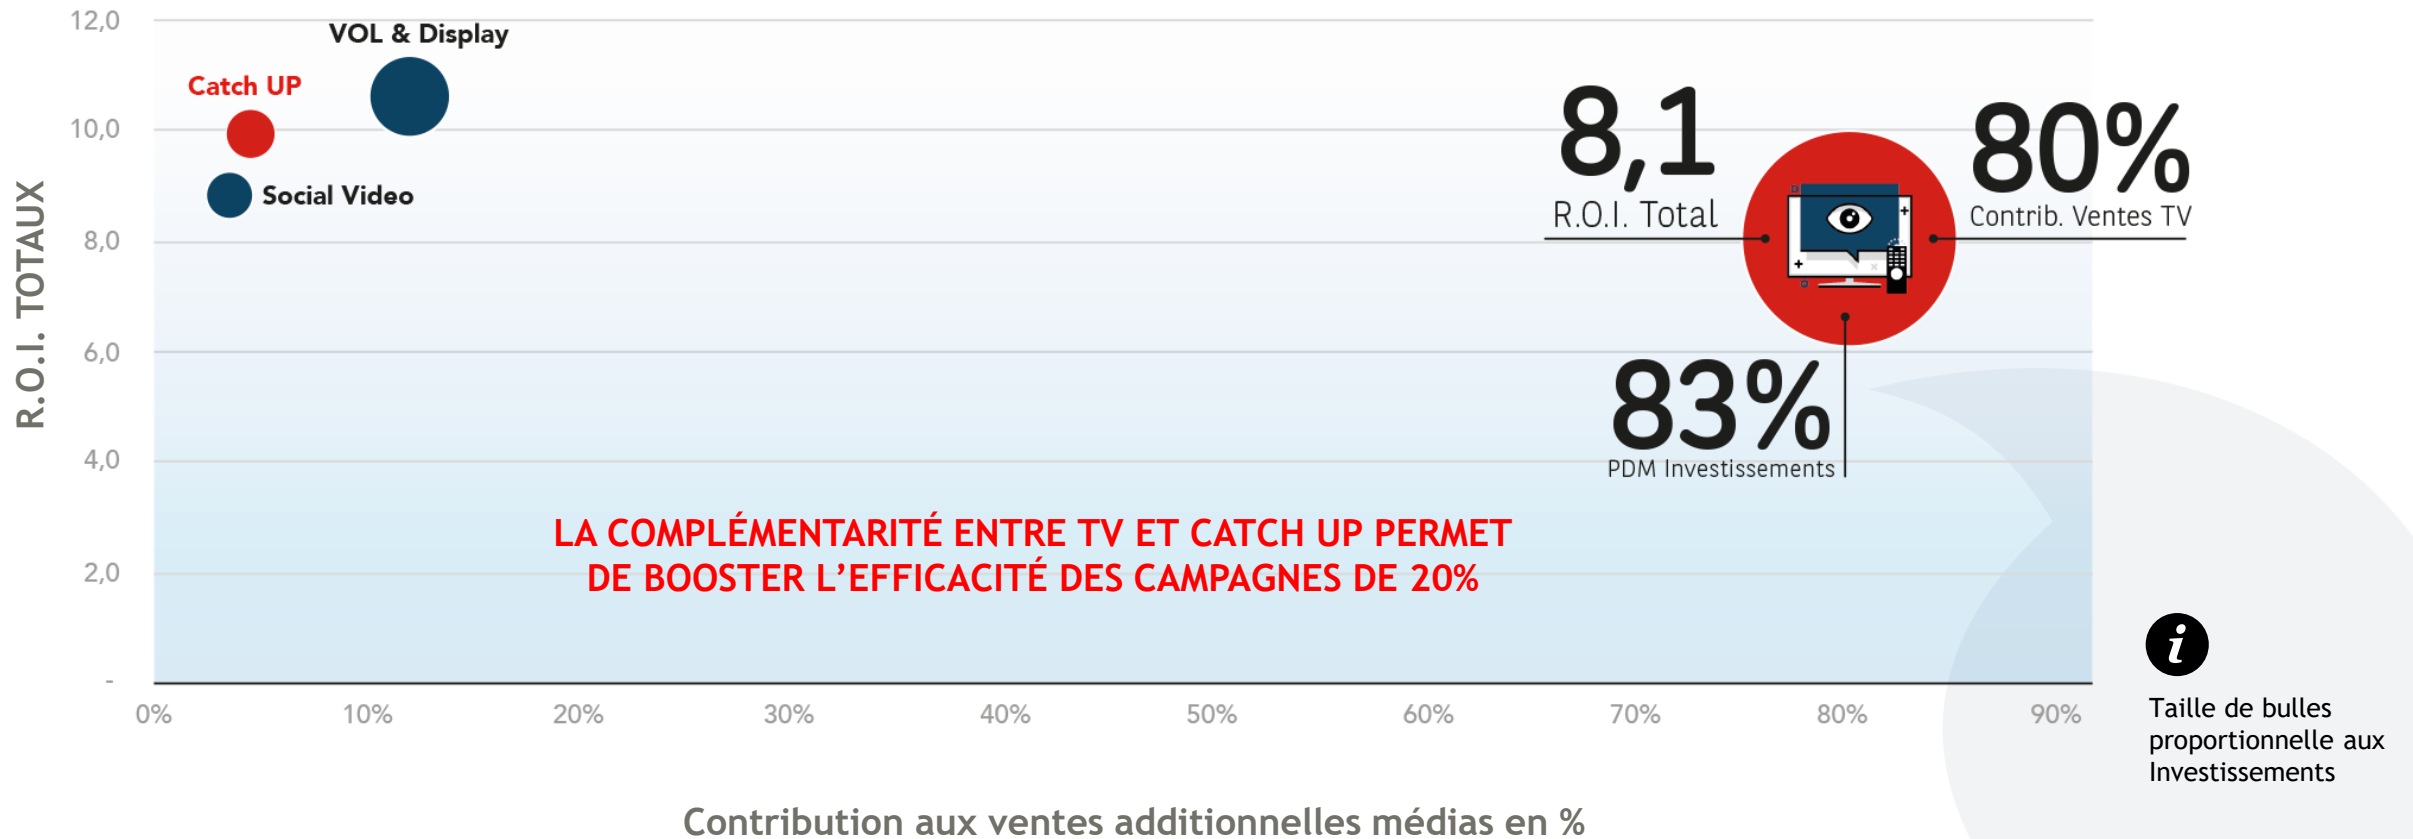 R.O.I. TOTAUX
12,0
10,0
8,0
6,0
4,0
2,0
-
VOL & Display
Catch UP
Social Video
8,1
R.O.I. Total
80%
Contrib. Ventes TV
83%
PDM Investissements
LA COMPLÉMENTARITÉ ENTRE TV ET CATCH UP PERMET
DE BOOSTER L’EFFICACITÉ DES CAMPAGNES DE 20%
0% 10% 20% 30% 40% 50% 60% 70% 80% 90%
i
Taille de bulles
proportionnelle aux
Investissements
Contribution aux ventes additionnelles médias en %